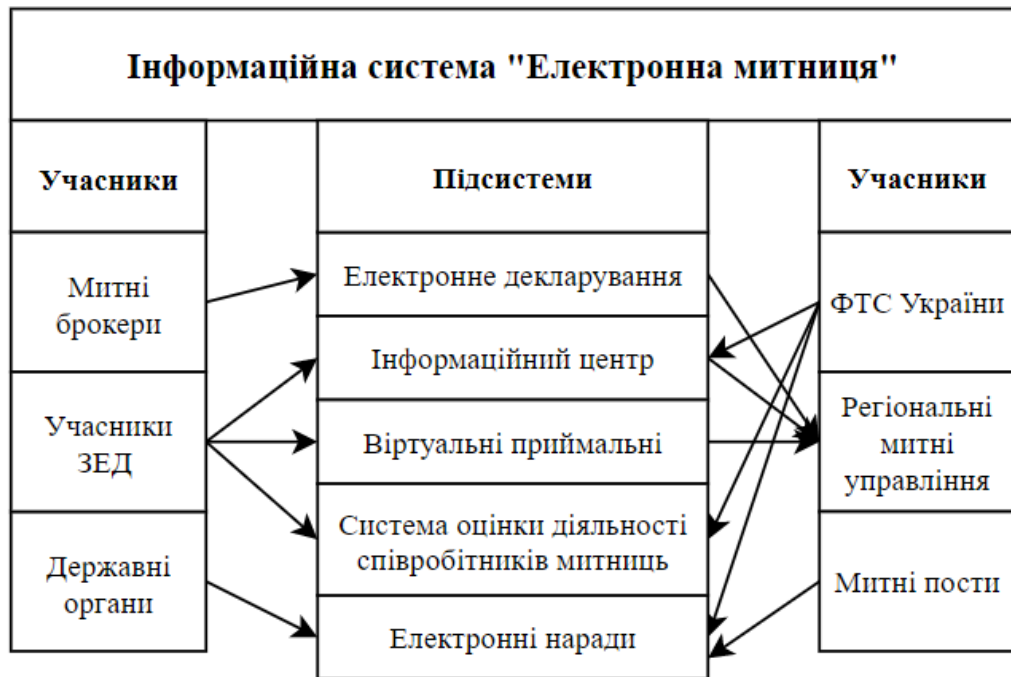 Інформаційна система "Електронна митниця"
Учасники
Митні
брокери
Учасники
ЗЕД
Державні
органи
Підсистеми
Електронне декларування
Інформаційний центр
Віртуальні приймальні
Система оцінки діяльності
співробітників митниць
Електронні наради
Учасники
ФТС України
Регіональні
митні
управління
Митні пости